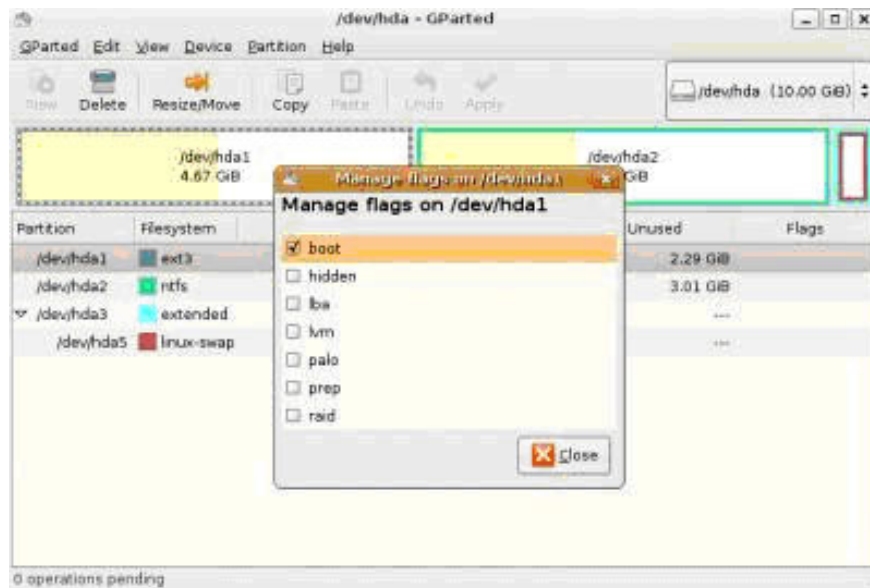 /dev/hda - GParted
GParted Edit View Device Partition Help
New Delete Resize/Move Copy Paste Undo Apply /dev/hda (10.00 GiB)
/dev/hda1
4.67 GiB
/dev/hda2
GiB
Manage flags on /dev/hda1
Manage flags on /dev/hda1
Partition Filesystem Unused Flags
/dev/hda1 ext3 2.29 GiB
/dev/hda2 ntfs 3.01 GiB
/dev/hda3 extended ---
/dev/hda5 linux-swap ---
boot
hidden
lba
lvm
palo
prep
raid
Close
0 operations pending